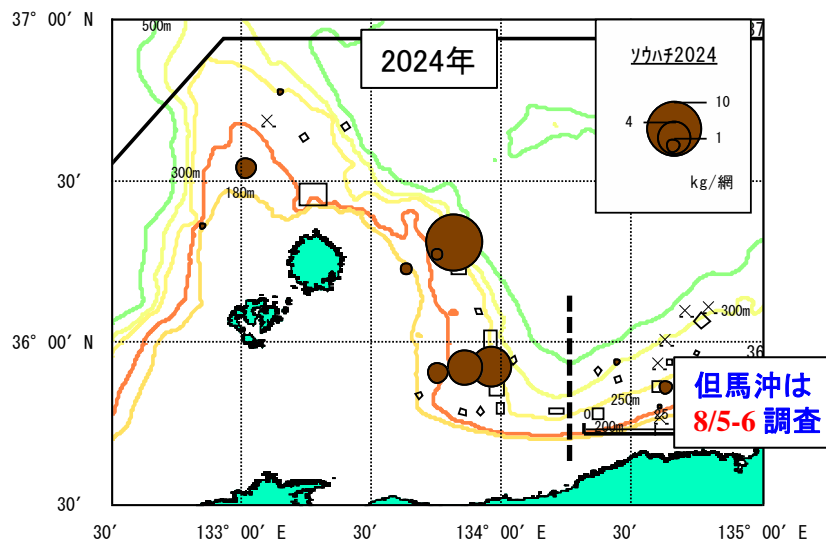 37° 00′ N
500m
2024年
ソウハチ2024
10
4
1
kg/網
37
30′
300m
180m
36° 00′ N
300m
36
但馬沖は
8/5-6 調査
250m
0
25
200m
30′
30′
133° 00′ E
30′
134° 00′ E
30′
135° 00′ E